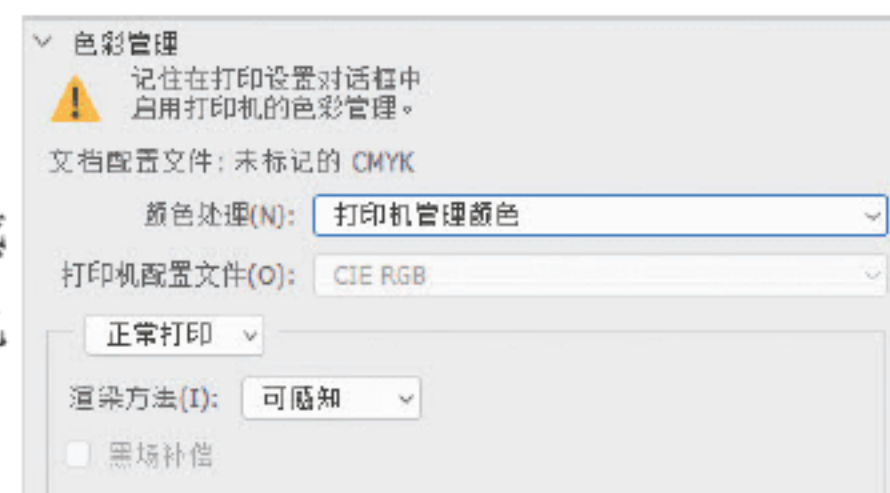 色彩管理
记住在打印设置对话框中
启用打印机的色彩管理。
文档配置文件: 未标记的 CMYK
颜色处理(N): 打印机管理颜色
打印机配置文件(O): CIE RGB
正常打印
渲染方法(I): 可感知
黑场补偿